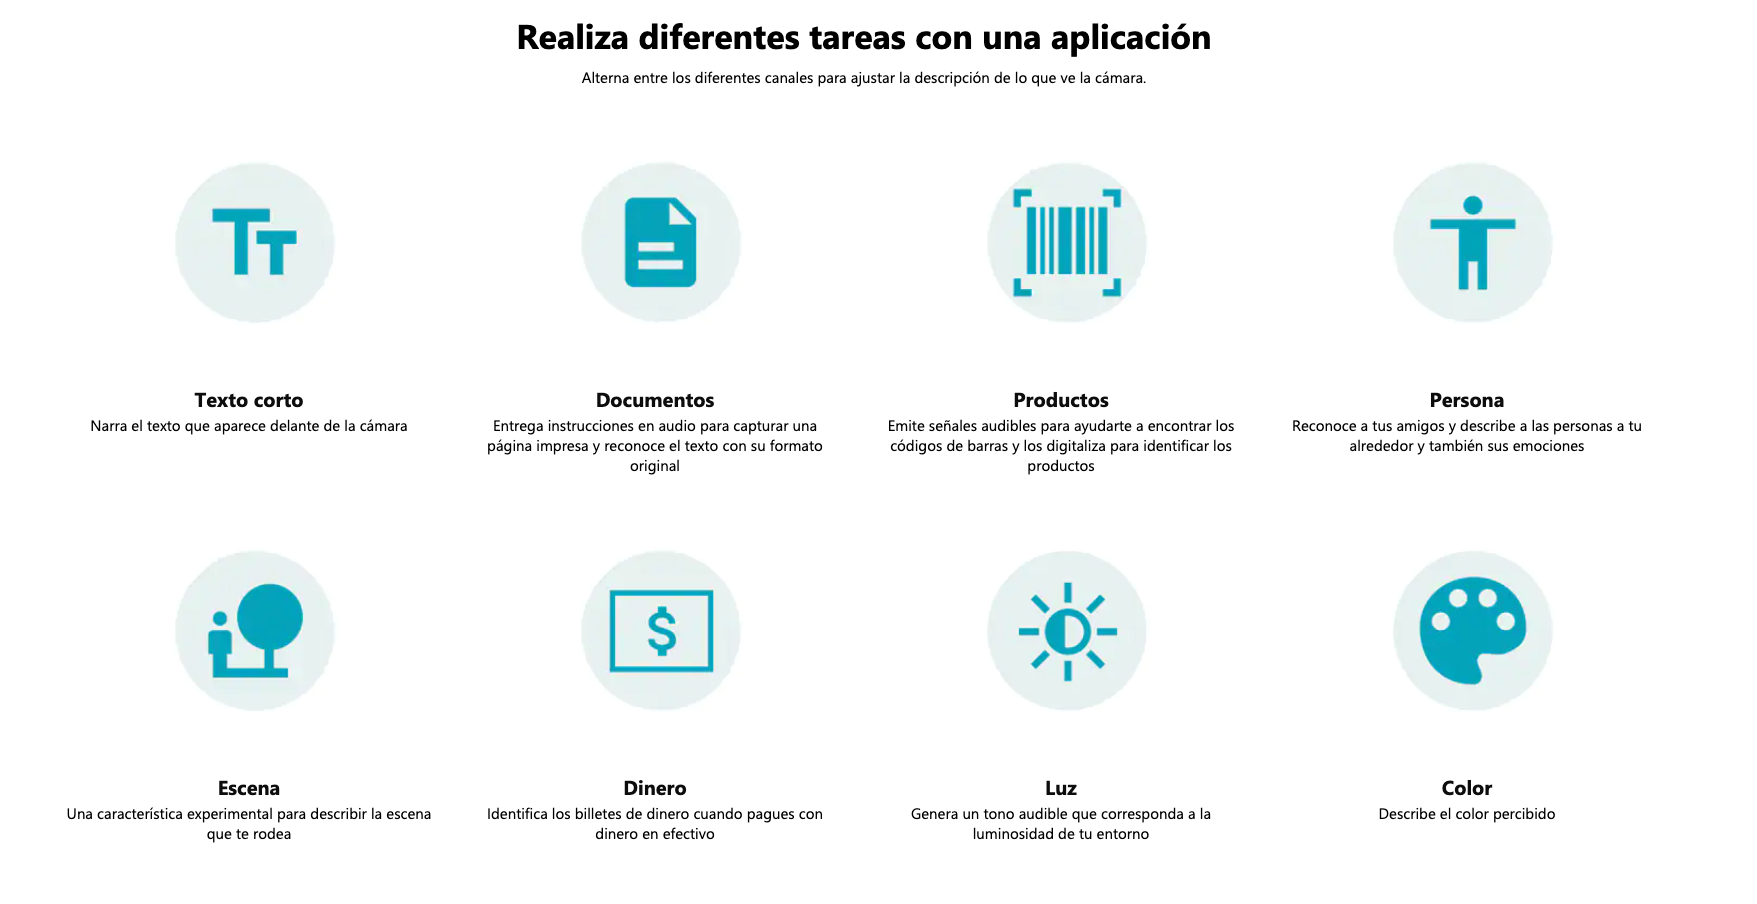 Realiza diferentes tareas con una aplicación
Alterna entre los diferentes canales para ajustar la descripción de lo que ve la cámara.
Texto corto
Narra el texto que aparece delante de la cámara
Documentos
Entrega instrucciones en audio para capturar una
página impresa y reconoce el texto con su formato
original
Productos
Emite señales audibles para ayudarte a encontrar los
códigos de barras y los digitaliza para identificar los
productos
Persona
Reconoce a tus amigos y describe a las personas a tu
alrededor y también sus emociones
Escena
Una característica experimental para describir la escena
que te rodea
Dinero
Identifica los billetes de dinero cuando pagues con
dinero en efectivo
Luz
Genera un tono audible que corresponda a la
luminosidad de tu entorno
Color
Describe el color percibido